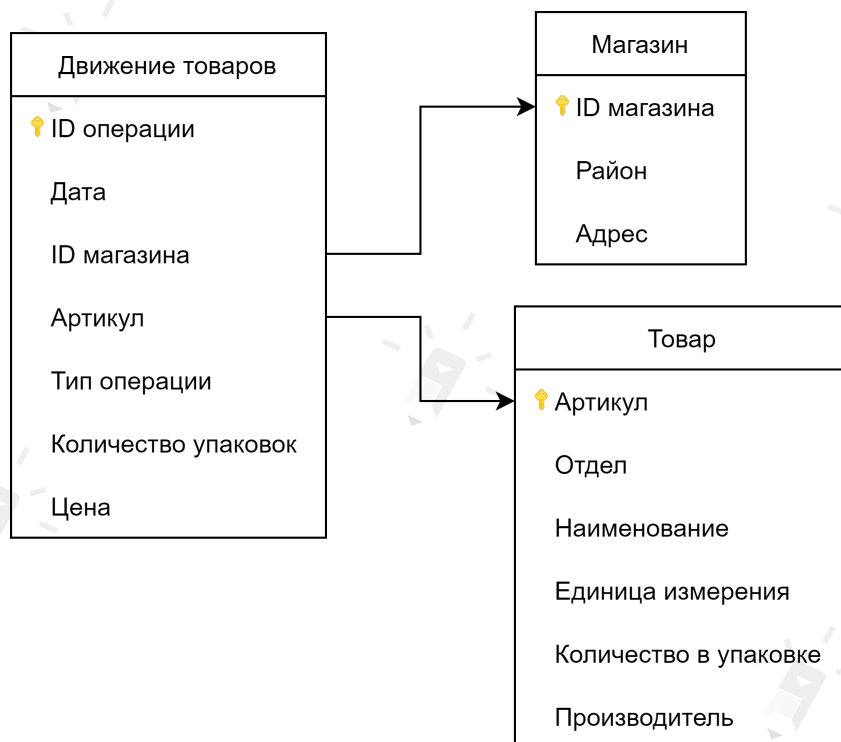 Движение товаров
ID операции
Дата
ID магазина
Артикул
Тип операции
Количество упаковок
Цена
Магазин
ID магазина
Район
Адрес
Товар
Артикул
Отдел
Наименование
Единица измерения
Количество в упаковке
Производитель